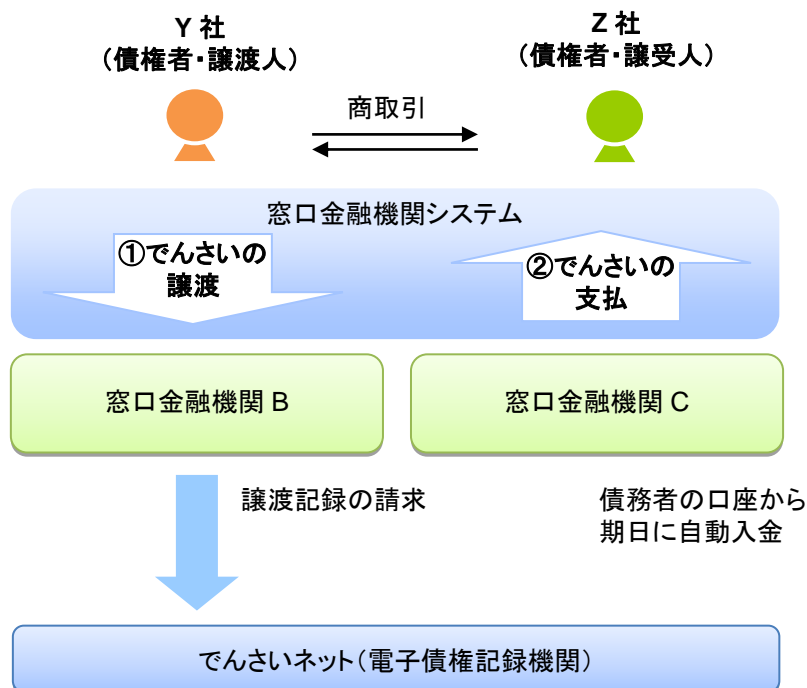 Y 社
（債権者・譲渡人）
Z 社
（債権者・譲受人）
商取引
窓口金融機関システム
①でんさいの
譲渡
②でんさいの
支払
窓口金融機関 B
窓口金融機関 C
譲渡記録の請求
債務者の口座から
期日に自動入金
でんさいネット（電子債権記録機関）